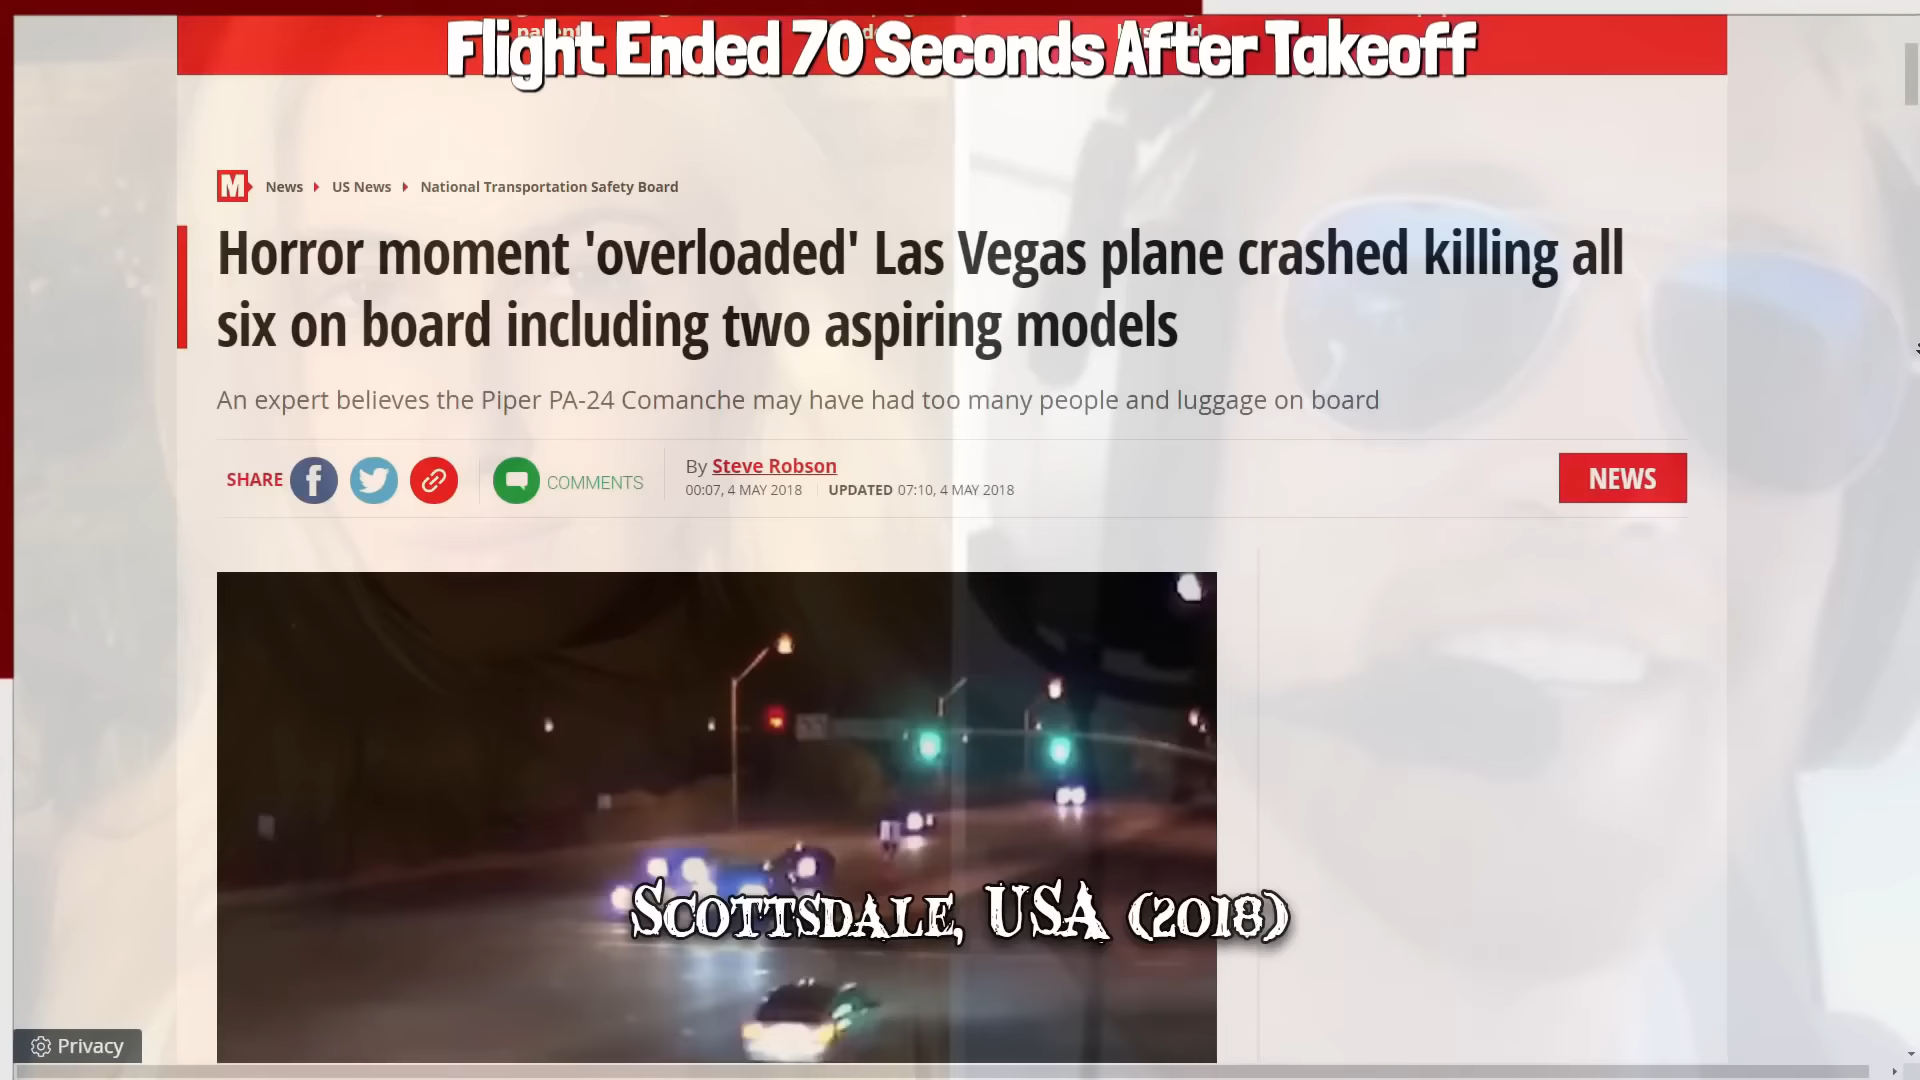 Flight Ended 70 Seconds After Takeoff
M News US News National Transportation Safety Board
Horror moment 'overloaded' Las Vegas plane crashed killing all
six on board including two aspiring models
An expert believes the Piper PA-24 Comanche may have had too many people and luggage on board
SHARE COMMENTS By Steve Robson
00:07, 4 MAY 2018 UPDATED 07:10, 4 MAY 2018
NEWS
Scottsdale, USA (2018)
Privacy